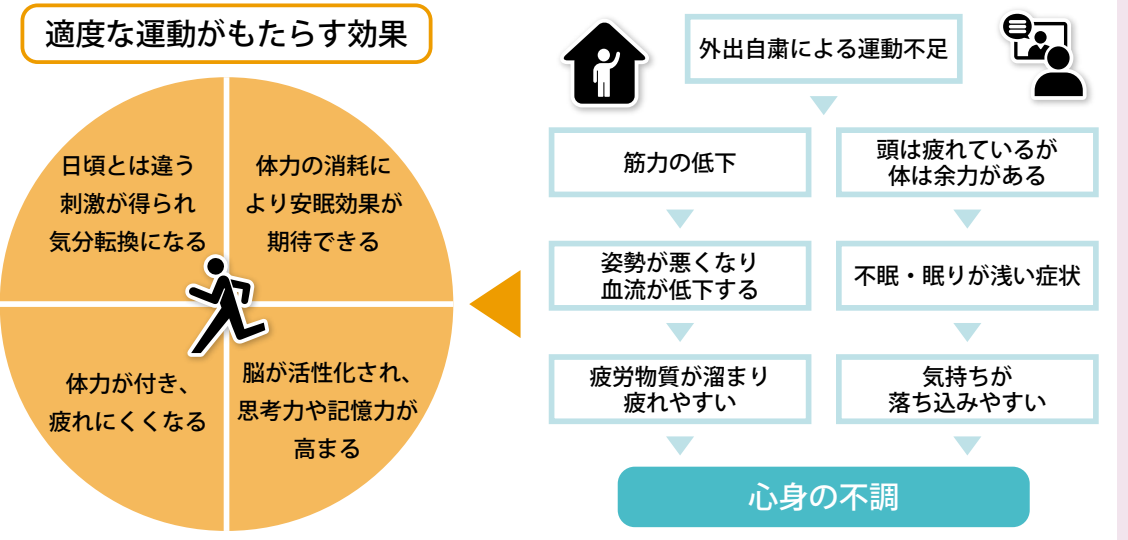 適度な運動がもたらす効果
日頃とは違う
刺激が得られ
気分転換になる
体力の消耗に
より安眠効果が
期待できる
体力が付き、
疲れにくくなる
脳が活性化され、
思考力や記憶力が
高まる
外出自粛による運動不足
筋力の低下
姿勢が悪くなり
血流が低下する
疲労物質が溜まり
疲れやすい
頭は疲れているが
体は余力がある
不眠・眠りが浅い症状
気持ちが
落ち込みやすい
心身の不調